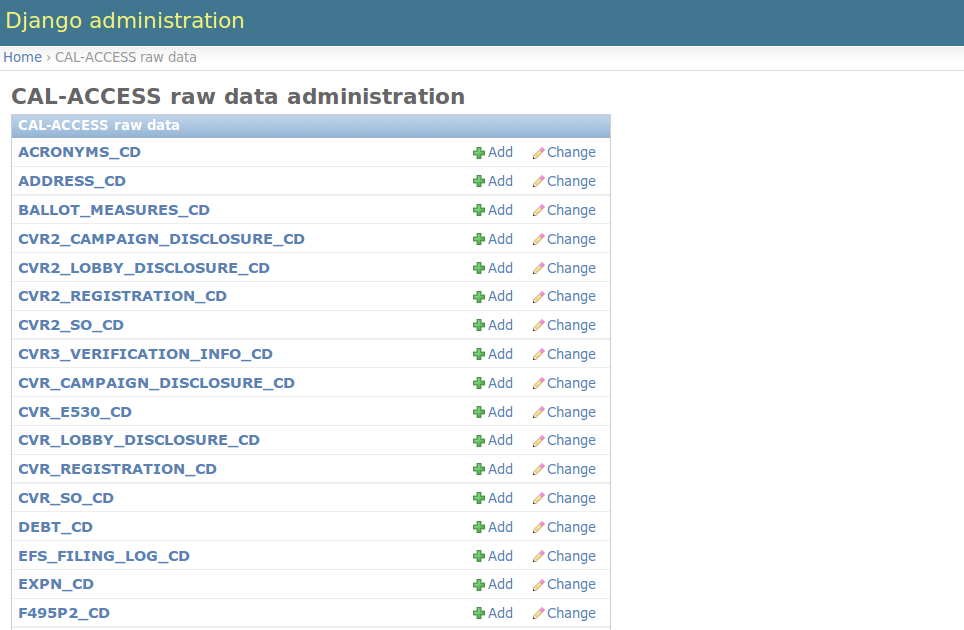 Django administration
Home › CAL-ACCESS raw data
CAL-ACCESS raw data administration
CAL-ACCESS raw data
ACRONYMS_CD Add Change
ADDRESS_CD Add Change
BALLOT_MEASURES_CD Add Change
CVR2_CAMPAIGN_DISCLOSURE_CD Add Change
CVR2_LOBBY_DISCLOSURE_CD Add Change
CVR2_REGISTRATION_CD Add Change
CVR2_SO_CD Add Change
CVR3_VERIFICATION_INFO_CD Add Change
CVR_CAMPAIGN_DISCLOSURE_CD Add Change
CVR_E530_CD Add Change
CVR_LOBBY_DISCLOSURE_CD Add Change
CVR_REGISTRATION_CD Add Change
CVR_SO_CD Add Change
DEBT_CD Add Change
EFS_FILING_LOG_CD Add Change
EXPN_CD Add Change
F495P2_CD Add Change